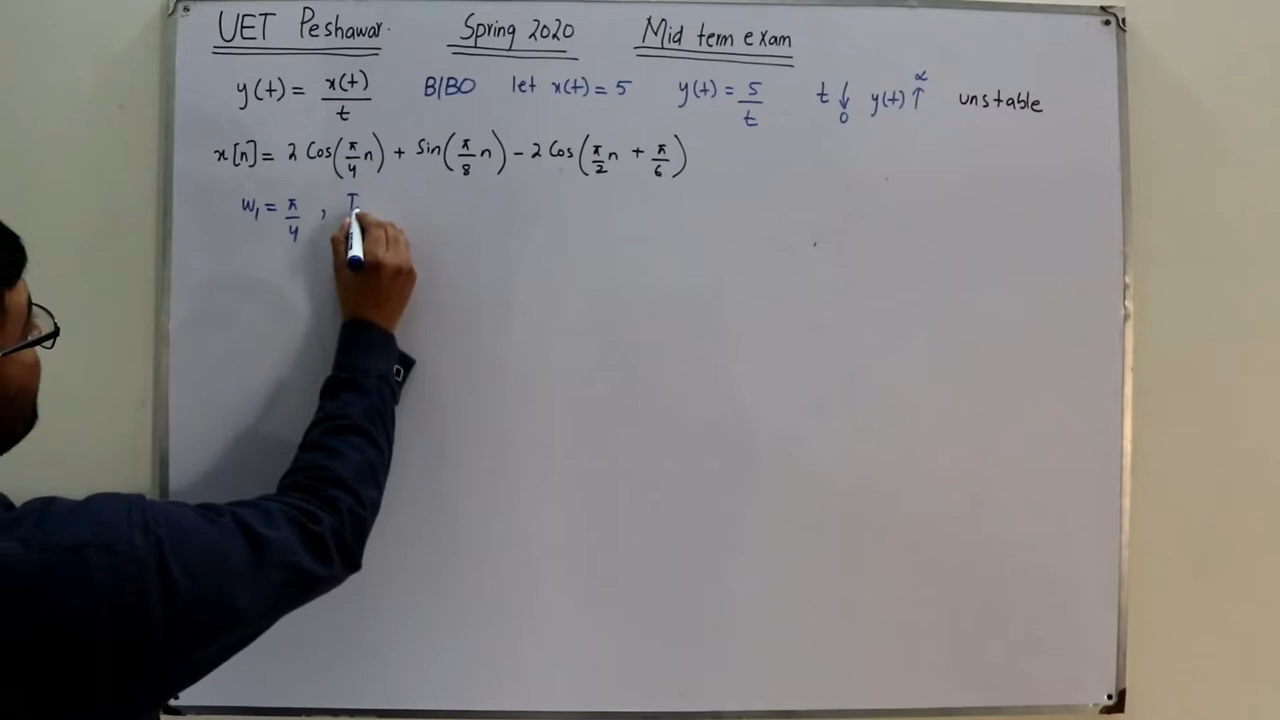 UET Peshawar. Spring 2020 Mid term exam
y(t) = x(t)/t BIBO let x(t) = 5 y(t) = 5/t t ↓ 0 y(t) ↑ ∝ unstable
x[n] = 2 Cos(π/4 n) + Sin(π/8 n) - 2 Cos(π/2 n + π/6)
W₁ = π/4 , T